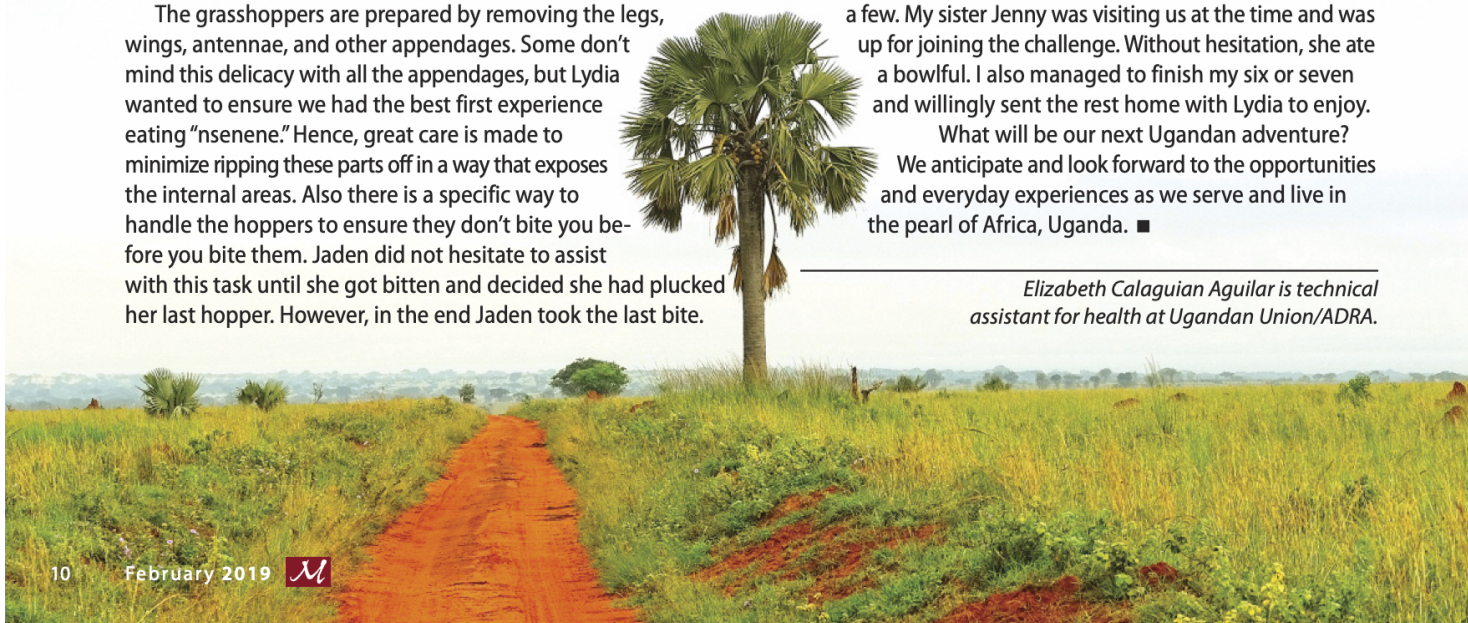 The grasshoppers are prepared by removing the legs,
wings, antennae, and other appendages. Some don’t
mind this delicacy with all the appendages, but Lydia
wanted to ensure we had the best first experience
eating “nsenene.” Hence, great care is made to
minimize ripping these parts off in a way that exposes
the internal areas. Also there is a specific way to
handle the hoppers to ensure they don’t bite you be-
fore you bite them. Jaden did not hesitate to assist
with this task until she got bitten and decided she had plucked
her last hopper. However, in the end Jaden took the last bite.
a few. My sister Jenny was visiting us at the time and was
up for joining the challenge. Without hesitation, she ate
a bowlful. I also managed to finish my six or seven
and willingly sent the rest home with Lydia to enjoy.
What will be our next Ugandan adventure?
We anticipate and look forward to the opportunities
and everyday experiences as we serve and live in
the pearl of Africa, Uganda. ■
Elizabeth Calaguian Aguilar is technical
assistant for health at Ugandan Union/ADRA.
10 February 2019 M